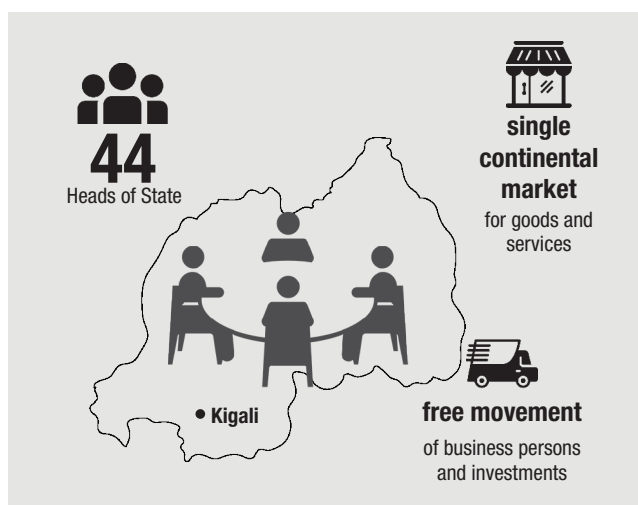 44
Heads of State
single
continental
market
for goods and
services
Kigali
free movement
of business persons
and investments